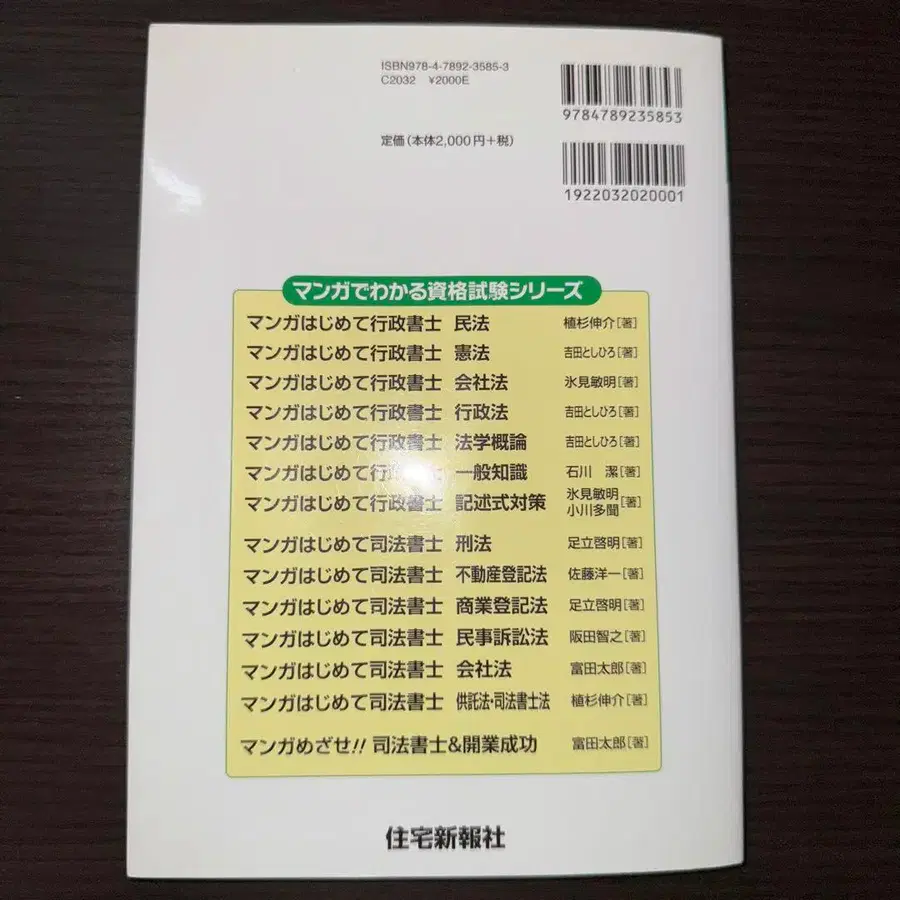 ISBN978-4-7892-3585-3
C2032 ¥2000E
9784789235853
定価(本体2,000円+税)
1922032020001
マンガでわかる資格試験シリーズ
マンガはじめて行政書士 民法 植杉伸介[著]
マンガはじめて行政書士 憲法 吉田としひろ[著]
マンガはじめて行政書士 会社法 氷見敏明[著]
マンガはじめて行政書士 行政法 吉田としひろ[著]
マンガはじめて行政書士 法学概論 吉田としひろ[著]
マンガはじめて行政書士 一般知識 石川 潔[著]
マンガはじめて行政書士 記述式対策 氷見敏明 小川多聞[著]
マンガはじめて司法書士 刑法 足立啓明[著]
マンガはじめて司法書士 不動産登記法 佐藤洋一[著]
マンガはじめて司法書士 商業登記法 足立啓明[著]
マンガはじめて司法書士 民事訴訟法 阪田智之[著]
マンガはじめて司法書士 会社法 富田太郎[著]
マンガはじめて司法書士 供託法・司法書士法 植杉伸介[著]
マンガめざせ!! 司法書士&開業成功 富田太郎[著]
住宅新報社